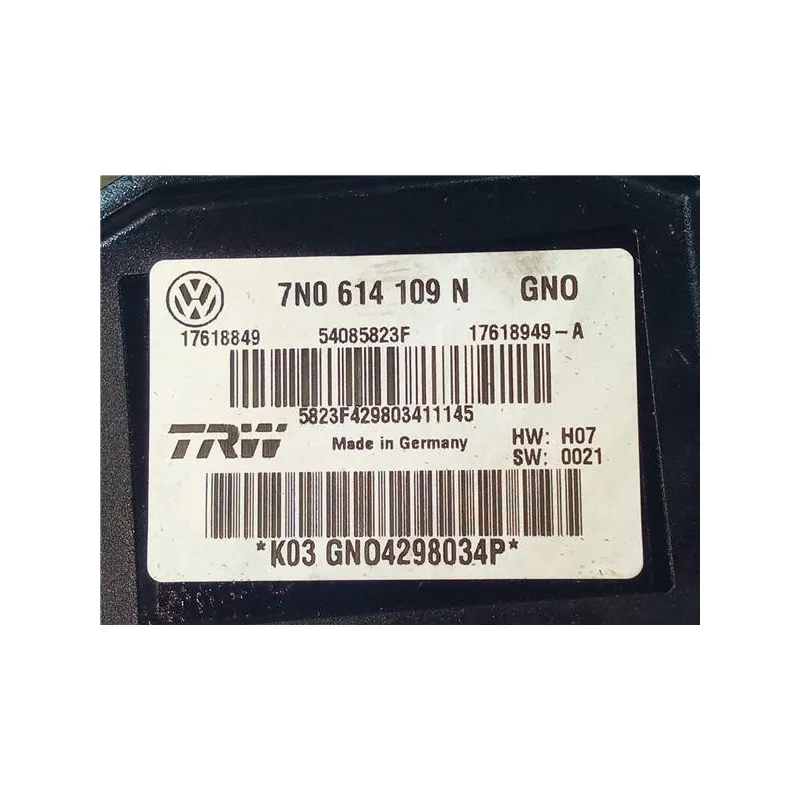 7N0 614 109 N GNO
17618849 54085823F 17618949-A
5823F429803411145
TRW Made in Germany HW: H07
SW: 0021
*K03 GNO4298034P*